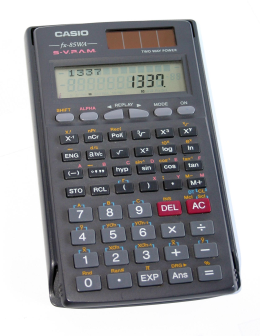 CASIO
fx-85WA
S-V.P.A.M.
TWO WAY POWER
1337
1337.
SHIFT ALPHA REPLAY MODE ON
nCr Pol( √ x² log ln
ENG a b/c hyp sin cos tan
STO RCL ( ) , M+
7 8 9 DEL AC
4 5 6 × ÷
1 2 3 + −
Rnd Ran#
0 • EXP Ans =